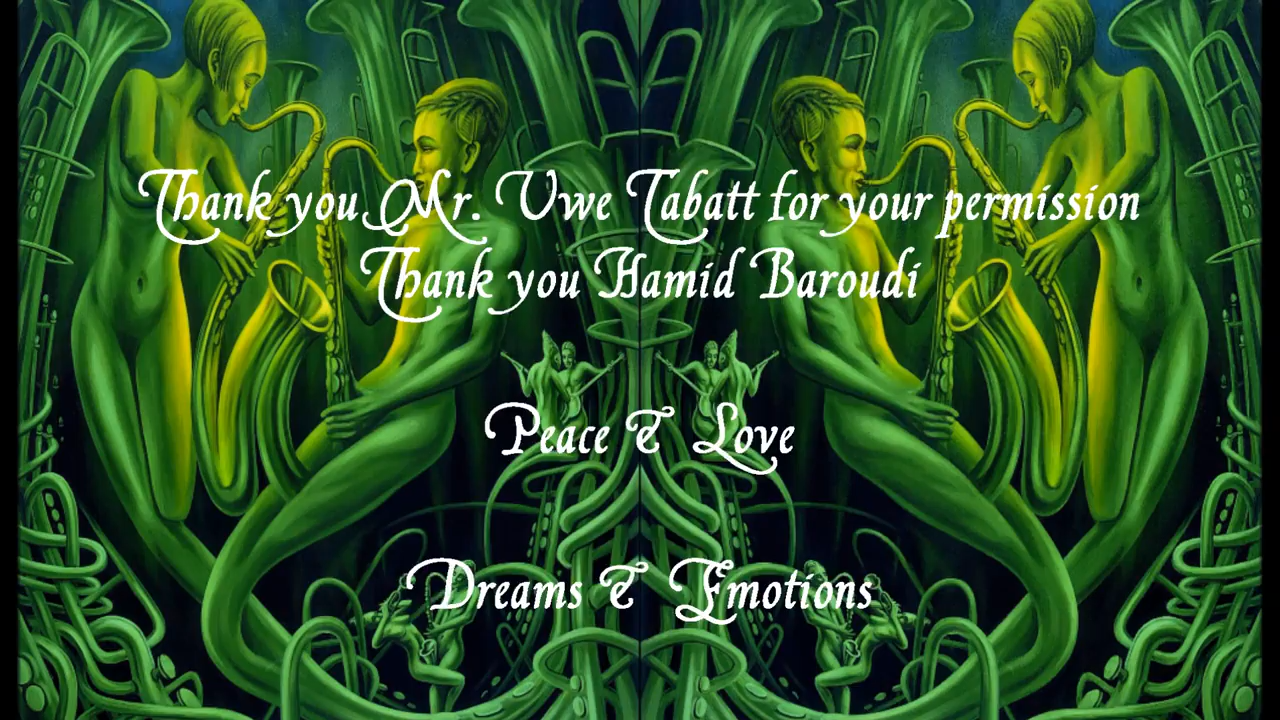 Thank you Mr. Uwe Tabatt for your permission
Thank you Hamid Baroudi
Peace & Love
Dreams & Emotions